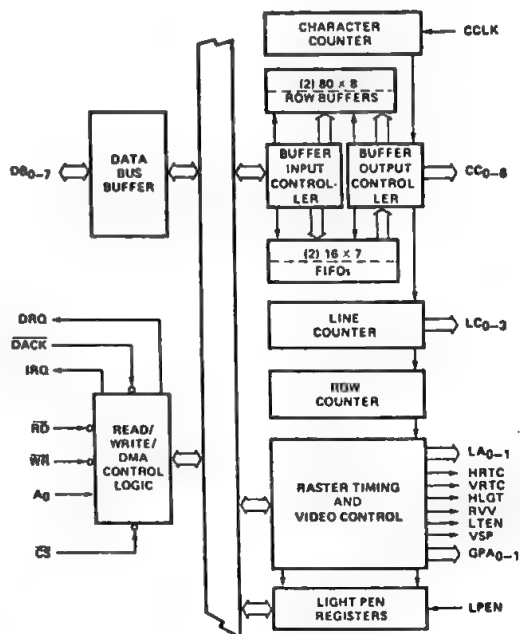 CHARACTER
COUNTER
CCLK
(2) 80 × 8
ROW BUFFERS
DB0-7
DATA
BUS
BUFFER
BUFFER
INPUT
CONTROL-
LER
BUFFER
OUTPUT
CONTROL
LER
CC0-6
(2) 16 × 7
FIFOs
LINE
COUNTER
LC0-3
ROW
COUNTER
DRQ
DACK
IRQ
RD
WR
A0
CS
READ/
WRITE/
DMA
CONTROL
LOGIC
RASTER TIMING
AND
VIDEO CONTROL
LA0-1
HRTC
VRTC
HLGT
RVV
LTEN
VSP
GPA0-1
LIGHT PEN
REGISTERS
LPEN